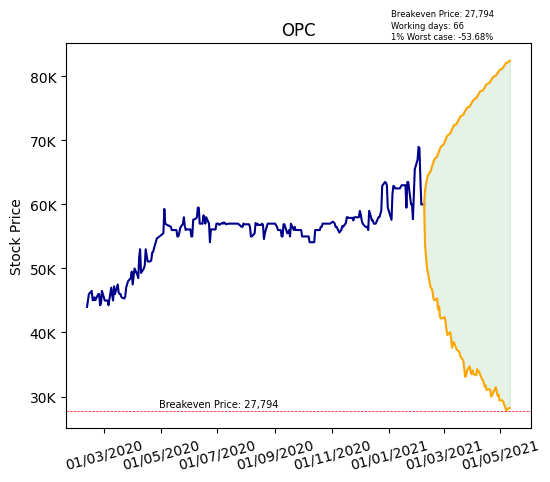 Breakeven Price: 27,794
Working days: 66
1% Worst case: -53.68%
OPC
Stock Price
80K
70K
60K
50K
40K
30K
Breakeven Price: 27,794
01/03/2020
01/05/2020
01/07/2020
01/09/2020
01/11/2020
01/01/2021
01/03/2021
01/05/2021